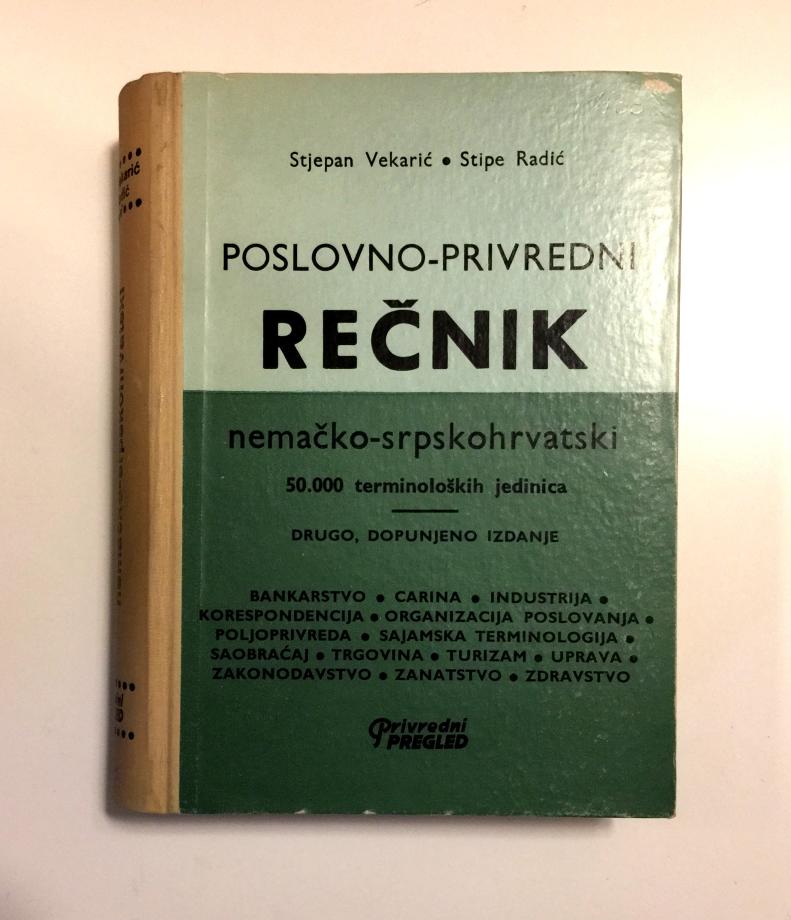 Stjepan Vekarić • Stipe Radić
POSLOVNO-PRIVREDNI
REČNIK
nemačko-srpskohrvatski
50.000 terminoloških jedinica
DRUGO, DOPUNJENO IZDANJE
BANKARSTVO • CARINA • INDUSTRIJA •
KORESPONDENCIJA • ORGANIZACIJA POSLOVANJA •
POLJOPRIVREDA • SAJAMSKA TERMINOLOGIJA •
SAOBRAĆAJ • TRGOVINA • TURIZAM • UPRAVA •
ZAKONODAVSTVO • ZANATSTVO • ZDRAVSTVO
Privredni
PREGLED